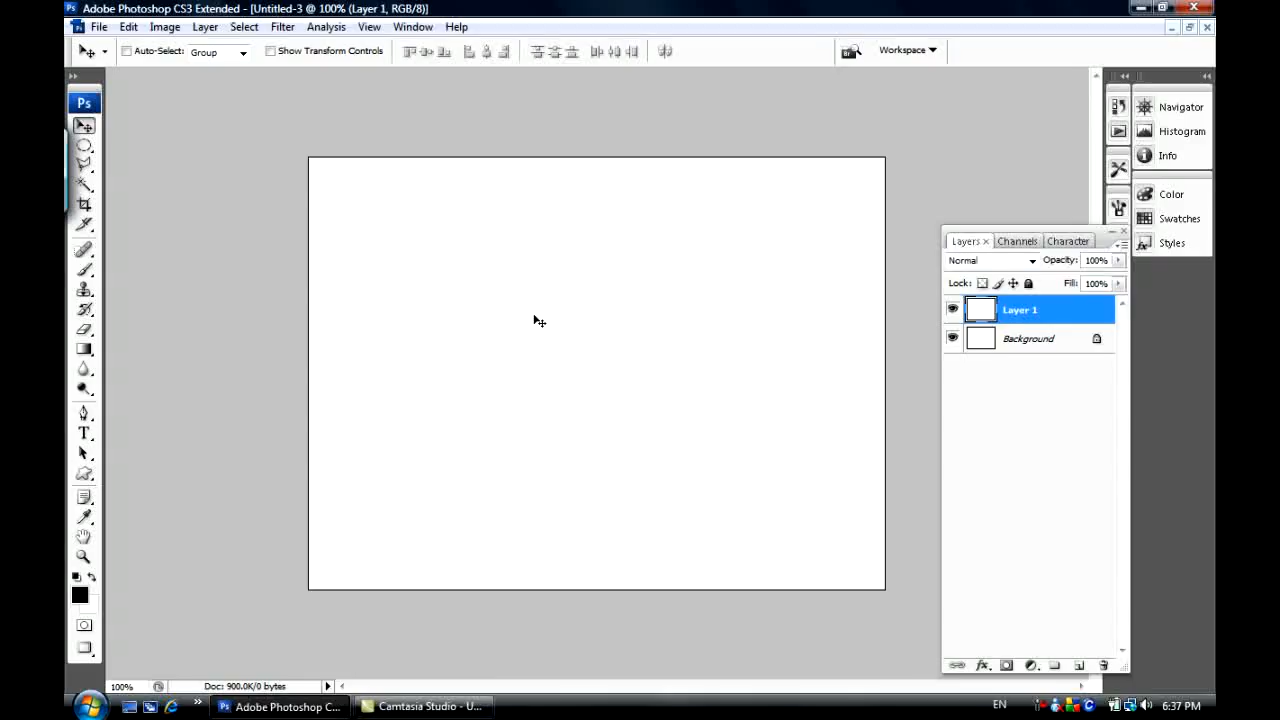 Adobe Photoshop CS3 Extended - [Untitled-3 @ 100% (Layer 1, RGB/8)]
File Edit Image Layer Select Filter Analysis View Window Help
Auto-Select: Group Show Transform Controls Workspace
Ps
Navigator
Histogram
Info
Color
Swatches
Styles
Layers × Channels Character
Normal Opacity: 100%
Lock: Fill: 100%
Layer 1
Background
100% Doc: 900.0K/0 bytes
Adobe Photoshop C... Camtasia Studio - U... EN 6:37 PM